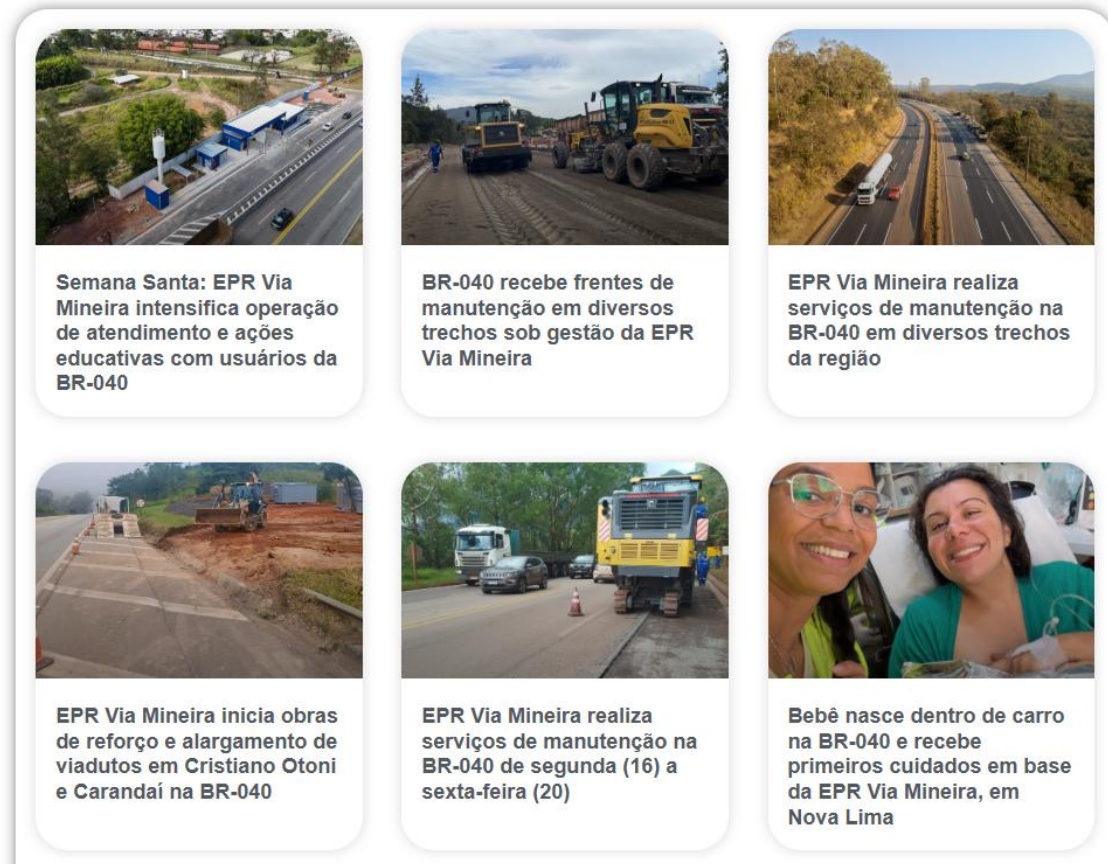 Semana Santa: EPR Via
Mineira intensifica operação
de atendimento e ações
educativas com usuários da
BR-040
BR-040 recebe frentes de
manutenção em diversos
trechos sob gestão da EPR
Via Mineira
EPR Via Mineira realiza
serviços de manutenção na
BR-040 em diversos trechos
da região
EPR Via Mineira inicia obras
de reforço e alargamento de
viadutos em Cristiano Otoni
e Carandaí na BR-040
EPR Via Mineira realiza
serviços de manutenção na
BR-040 de segunda (16) a
sexta-feira (20)
Bebê nasce dentro de carro
na BR-040 e recebe
primeiros cuidados em base
da EPR Via Mineira, em
Nova Lima